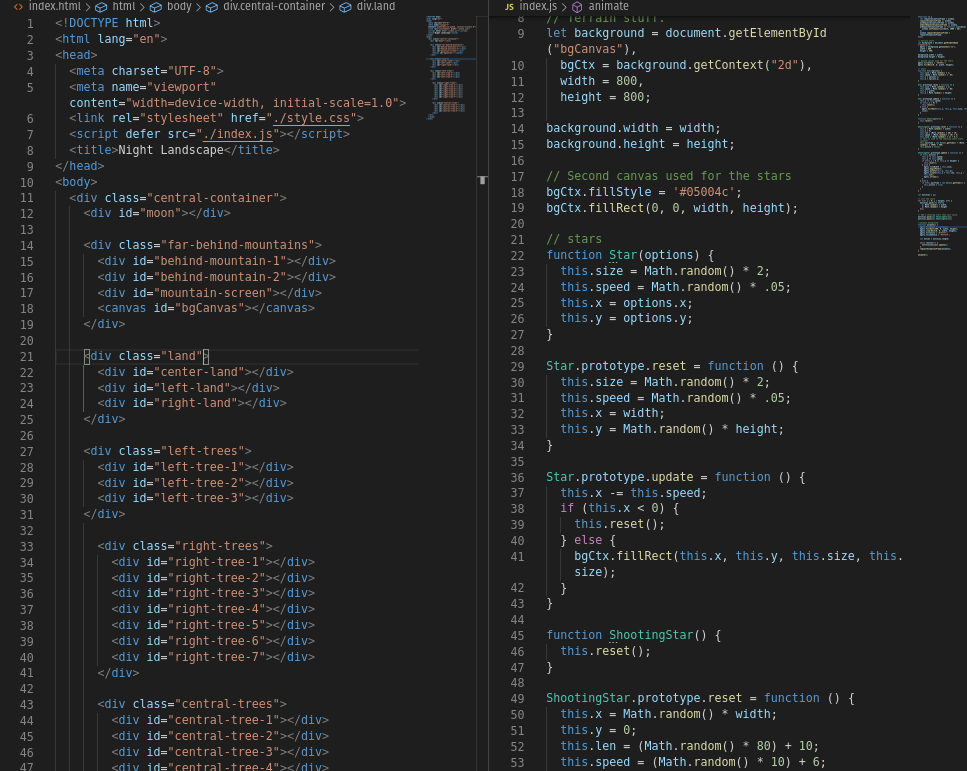 index.html > html > body > div.central-container > div.land
1 <!DOCTYPE html>
2 <html lang="en">
3 <head>
4 <meta charset="UTF-8">
5 <meta name="viewport"
content="width=device-width, initial-scale=1.0">
6 <link rel="stylesheet" href="./style.css">
7 <script defer src="./index.js"></script>
8 <title>Night Landscape</title>
9 </head>
10 <body>
11 <div class="central-container">
12 <div id="moon"></div>
13
14 <div class="far-behind-mountains">
15 <div id="behind-mountain-1"></div>
16 <div id="behind-mountain-2"></div>
17 <div id="mountain-screen"></div>
18 <canvas id="bgCanvas"></canvas>
19 </div>
20
21 <div class="land">
22 <div id="center-land"></div>
23 <div id="left-land"></div>
24 <div id="right-land"></div>
25 </div>
26
27 <div class="left-trees">
28 <div id="left-tree-1"></div>
29 <div id="left-tree-2"></div>
30 <div id="left-tree-3"></div>
31 </div>
32
33 <div class="right-trees">
34 <div id="right-tree-1"></div>
35 <div id="right-tree-2"></div>
36 <div id="right-tree-3"></div>
37 <div id="right-tree-4"></div>
38 <div id="right-tree-5"></div>
39 <div id="right-tree-6"></div>
40 <div id="right-tree-7"></div>
41 </div>
42
43 <div class="central-trees">
44 <div id="central-tree-1"></div>
45 <div id="central-tree-2"></div>
46 <div id="central-tree-3"></div>
47 <div id="central-tree-4"></div>
JS index.js > animate
8 // Terrain stuff.
9 let background = document.getElementById
("bgCanvas"),
10 bgCtx = background.getContext("2d"),
11 width = 800,
12 height = 800;
13
14 background.width = width;
15 background.height = height;
16
17 // Second canvas used for the stars
18 bgCtx.fillStyle = '#05004c';
19 bgCtx.fillRect(0, 0, width, height);
20
21 // stars
22 function Star(options) {
23 this.size = Math.random() * 2;
24 this.speed = Math.random() * .05;
25 this.x = options.x;
26 this.y = options.y;
27 }
28
29 Star.prototype.reset = function () {
30 this.size = Math.random() * 2;
31 this.speed = Math.random() * .05;
32 this.x = width;
33 this.y = Math.random() * height;
34 }
35
36 Star.prototype.update = function () {
37 this.x -= this.speed;
38 if (this.x < 0) {
39 this.reset();
40 } else {
41 bgCtx.fillRect(this.x, this.y, this.size, this.
size);
42 }
43 }
44
45 function ShootingStar() {
46 this.reset();
47 }
48
49 ShootingStar.prototype.reset = function () {
50 this.x = Math.random() * width;
51 this.y = 0;
52 this.len = (Math.random() * 80) + 10;
53 this.speed = (Math.random() * 10) + 6;